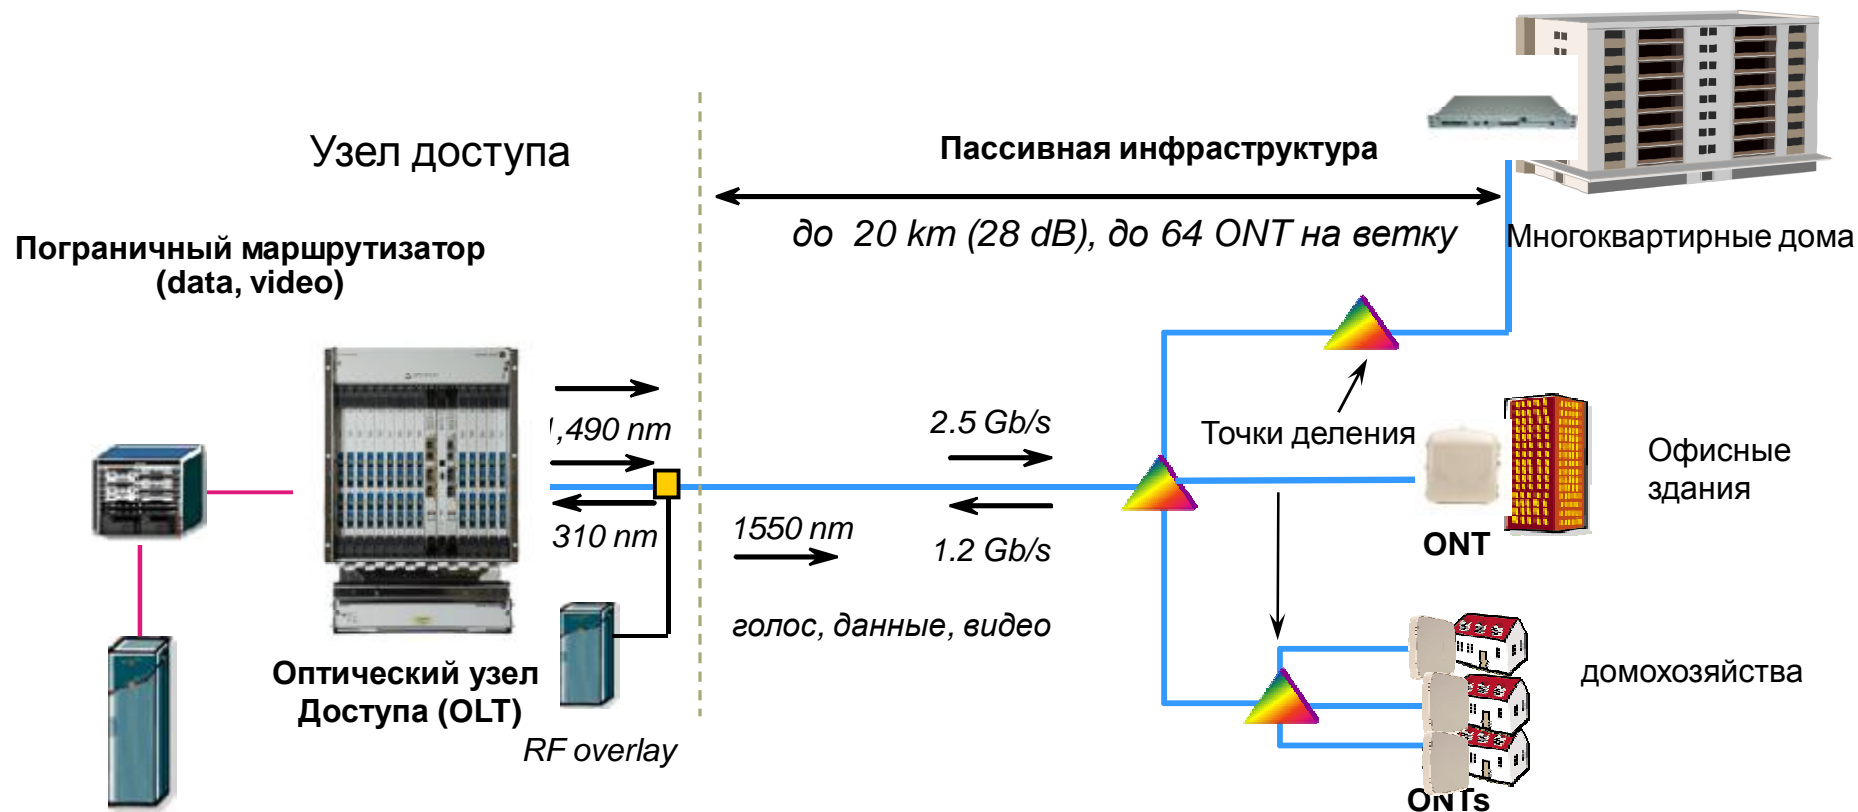 Узел доступа
Пассивная инфраструктура
до 20 km (28 dB), до 64 ONT на ветку
Многоквартирные дома
Пограничный маршрутизатор
(data, video)
,490 nm
2.5 Gb/s
Точки деления
Офисные
здания
310 nm
1550 nm
1.2 Gb/s
ONT
голос, данные, видео
Оптический узел
Доступа (OLT)
RF overlay
домохозяйства
ONTs